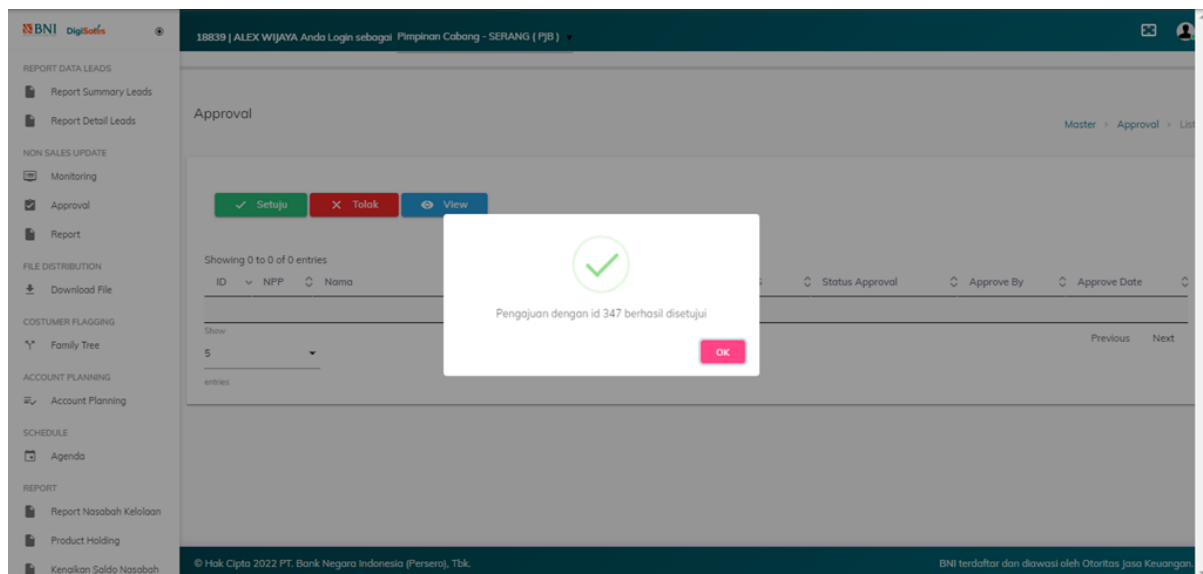 BNI DigiSales
18839 | ALEX WIJAYA Anda Login sebagai Pimpinan Cabang - SERANG ( PJB )
REPORT DATA LEADS
Report Summary Leads
Report Detail Leads
NON SALES UPDATE
Monitoring
Approval
Report
FILE DISTRIBUTION
Download File
COSTUMER FLAGGING
Family Tree
ACCOUNT PLANNING
Account Planning
SCHEDULE
Agenda
REPORT
Report Nasabah Kelolaan
Product Holding
Kenaikan Saldo Nasabah
Approval
Master > Approval > List
Setuju
Tolak
View
Showing 0 to 0 of 0 entries
ID NPP Nama Status Approval Approve By Approve Date
Show
5
entries
Previous Next
Pengajuan dengan id 347 berhasil disetujui
OK
© Hak Cipta 2022 PT. Bank Negara Indonesia (Persero), Tbk.
BNI terdaftar dan diawasi oleh Otoritas Jasa Keuangan.